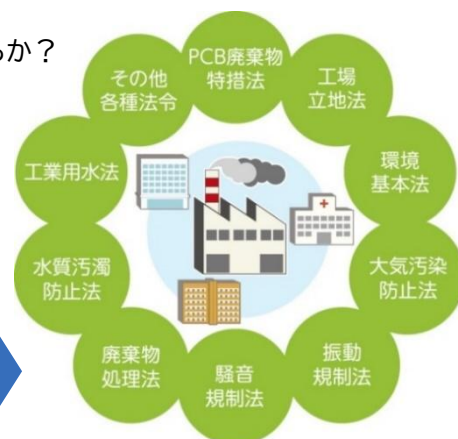 るか？
PCB廃棄物
特措法
工場
立地法
環境
基本法
大気汚染
防止法
振動
規制法
騒音
規制法
廃棄物
処理法
水質汚濁
防止法
工業用水法
その他
各種法令